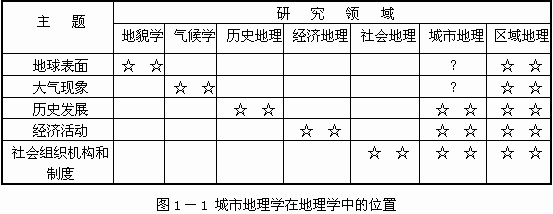 主 题 研 究 领 域
地貌学 气候学 历史地理 经济地理 社会地理 城市地理 区域地理
地球表面 ☆ ☆ ? ☆ ☆
大气现象 ☆ ☆ ? ☆ ☆
历史发展 ☆ ☆ ☆ ☆ ☆ ☆
经济活动 ☆ ☆ ☆ ☆ ☆ ☆
社会组织机构和
制度 ☆ ☆ ☆ ☆ ☆ ☆
图1－1 城市地理学在地理学中的位置